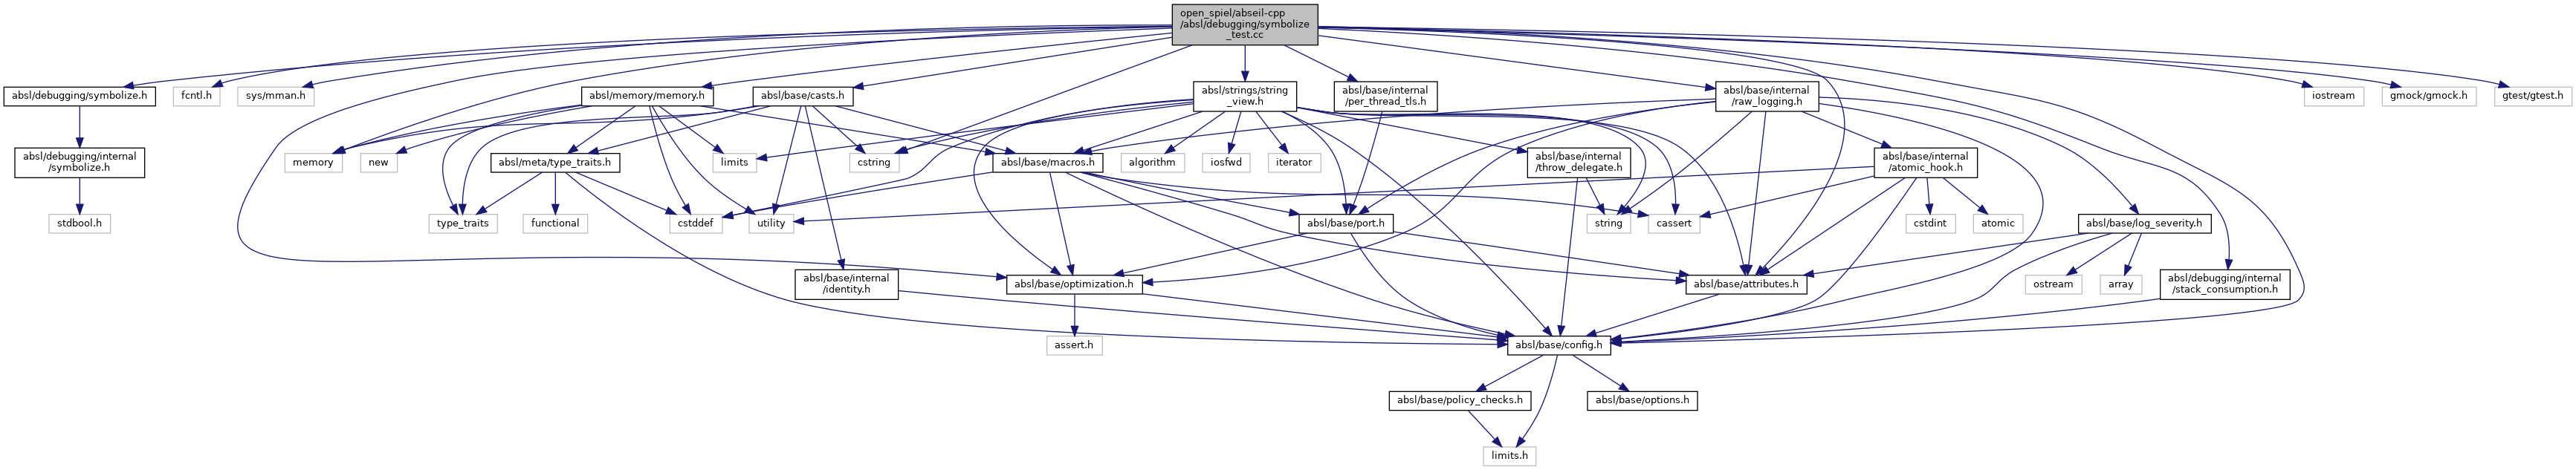 open_spiel/abseil-cpp
/absl/debugging/symbolize
_test.cc
absl/debugging/symbolize.h
fcntl.h
sys/mman.h
absl/memory/memory.h
absl/base/casts.h
absl/strings/string
_view.h
absl/base/internal
/per_thread_tls.h
absl/base/internal
/raw_logging.h
iostream
gmock/gmock.h
gtest/gtest.h
absl/debugging/internal
/symbolize.h
memory
new
absl/meta/type_traits.h
limits
cstring
absl/base/macros.h
algorithm
iosfwd
iterator
absl/base/internal
/throw_delegate.h
absl/base/internal
/atomic_hook.h
stdbool.h
type_traits
functional
cstddef
utility
absl/base/port.h
string
cassert
cstdint
atomic
absl/base/log_severity.h
absl/base/internal
/identity.h
absl/base/optimization.h
absl/base/attributes.h
ostream
array
absl/debugging/internal
/stack_consumption.h
assert.h
absl/base/config.h
absl/base/policy_checks.h
absl/base/options.h
limits.h